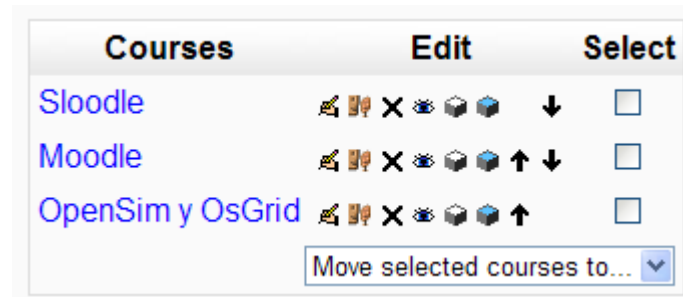 Courses Edit Select
Sloodle
Moodle
OpenSim y OsGrid
Move selected courses to...